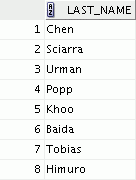 LAST_NAME
1 Chen
2 Sciarra
3 Urman
4 Popp
5 Khoo
6 Baida
7 Tobias
8 Himuro